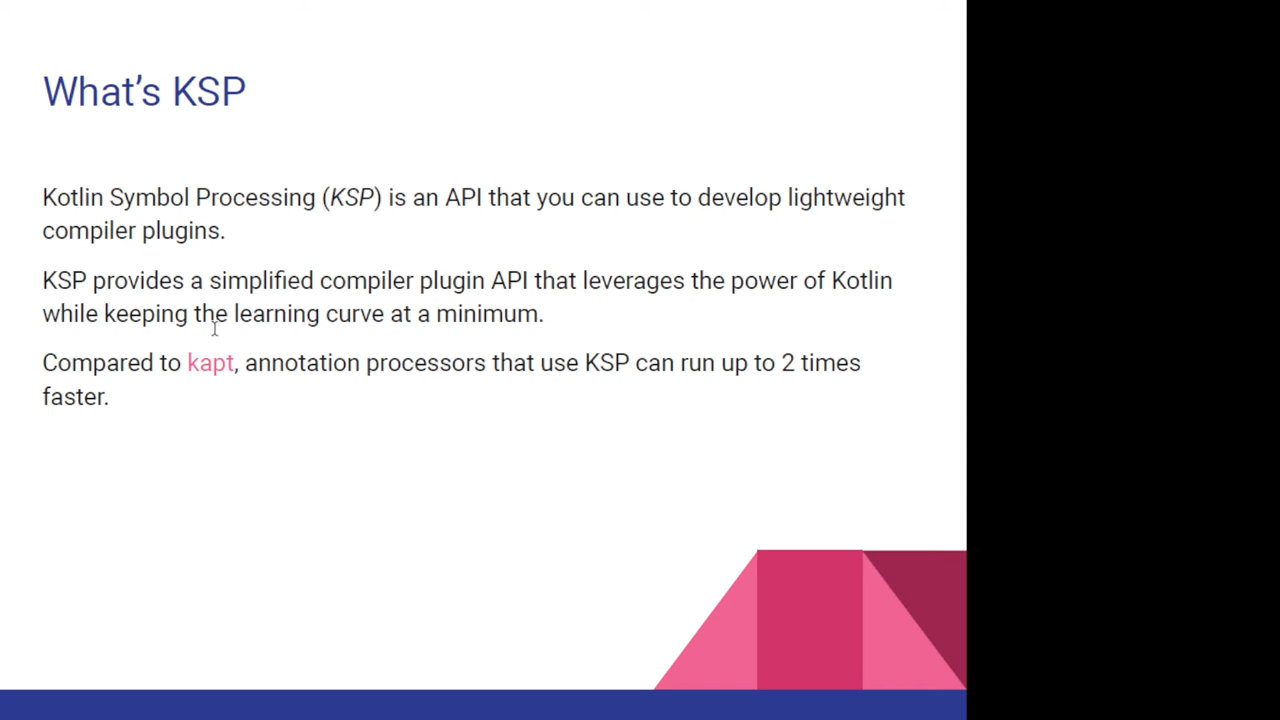 What's KSP
Kotlin Symbol Processing (KSP) is an API that you can use to develop lightweight
compiler plugins.
KSP provides a simplified compiler plugin API that leverages the power of Kotlin
while keeping the learning curve at a minimum.
Compared to kapt, annotation processors that use KSP can run up to 2 times
faster.